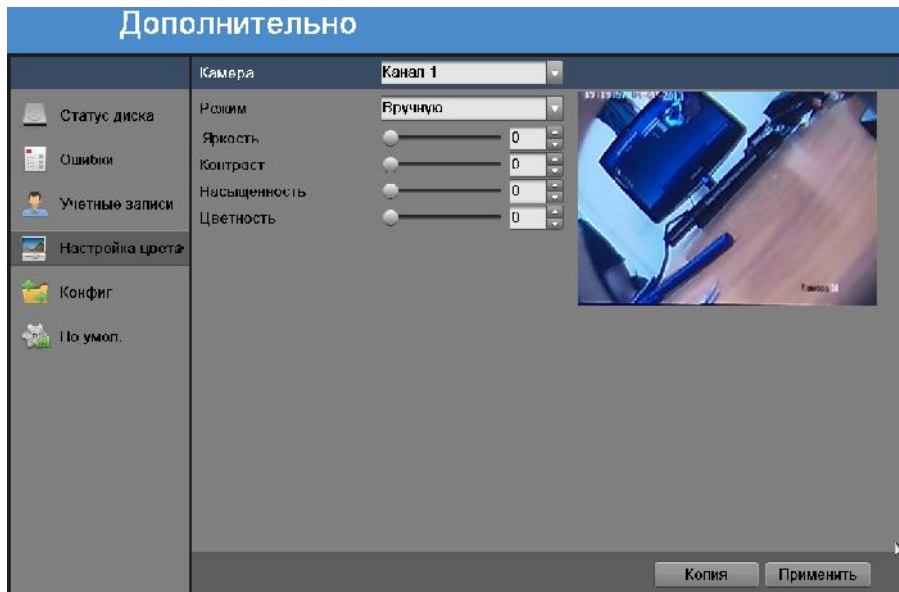 Дополнительно
Камера
Канал 1
Статус диска
Ошибки
Учетные записи
Настройка цвета
Конфиг
По умол.
Режим
Вручную
Яркость
0
Контраст
0
Насыщенность
0
Цветность
0
Копия
Применить